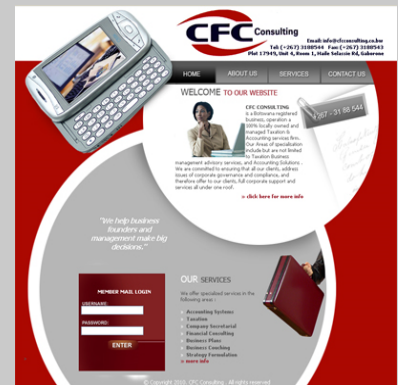 CFC Consulting
Email: info@cfconsulting.co.bw
Tel: (+267) 3188544 Fax: (+267) 3188543
Plot 17949, Unit 4, Room 1, Haile Selassie Rd, Gaborone
HOME ABOUT US SERVICES CONTACT US
WELCOME TO OUR WEBSITE
+267 - 31 88 544
CFC CONSULTING
is a Botswana registered
business, operation a
100% locally owned and
managed Taxation &
Accounting services firm.
Our Areas of specialization
include but are not limited
to Taxation Business
management advisory services, and Accounting Solutions .
We are committed to ensuring that all our clients, address
issues of corporate governance and compliance, and
therefore offer to our clients, full corporate support and
services all under one roof.
» click here for more info
"We help business
founders and
management make big
decisions."
MEMBER MAIL LOGIN
USERNAME:
PASSWORD:
ENTER
OUR SERVICES
We offer specialized services in the
following areas :-
Accounting Systems
Taxation
Company Secretarial
Financial Consulting
Business Plans
Business Coaching
Strategy Formulation
» more info
© Copyright 2010. CFC Consulting . All rights reserved